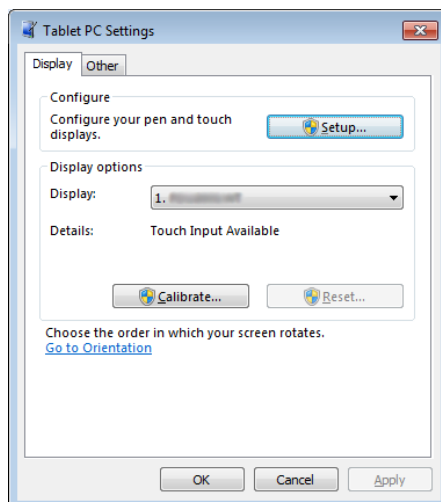 Tablet PC Settings
Display Other
Configure
Configure your pen and touch
displays.
Setup...
Display options
Display: 1.
Details: Touch Input Available
Calibrate... Reset...
Choose the order in which your screen rotates.
Go to Orientation
OK Cancel Apply